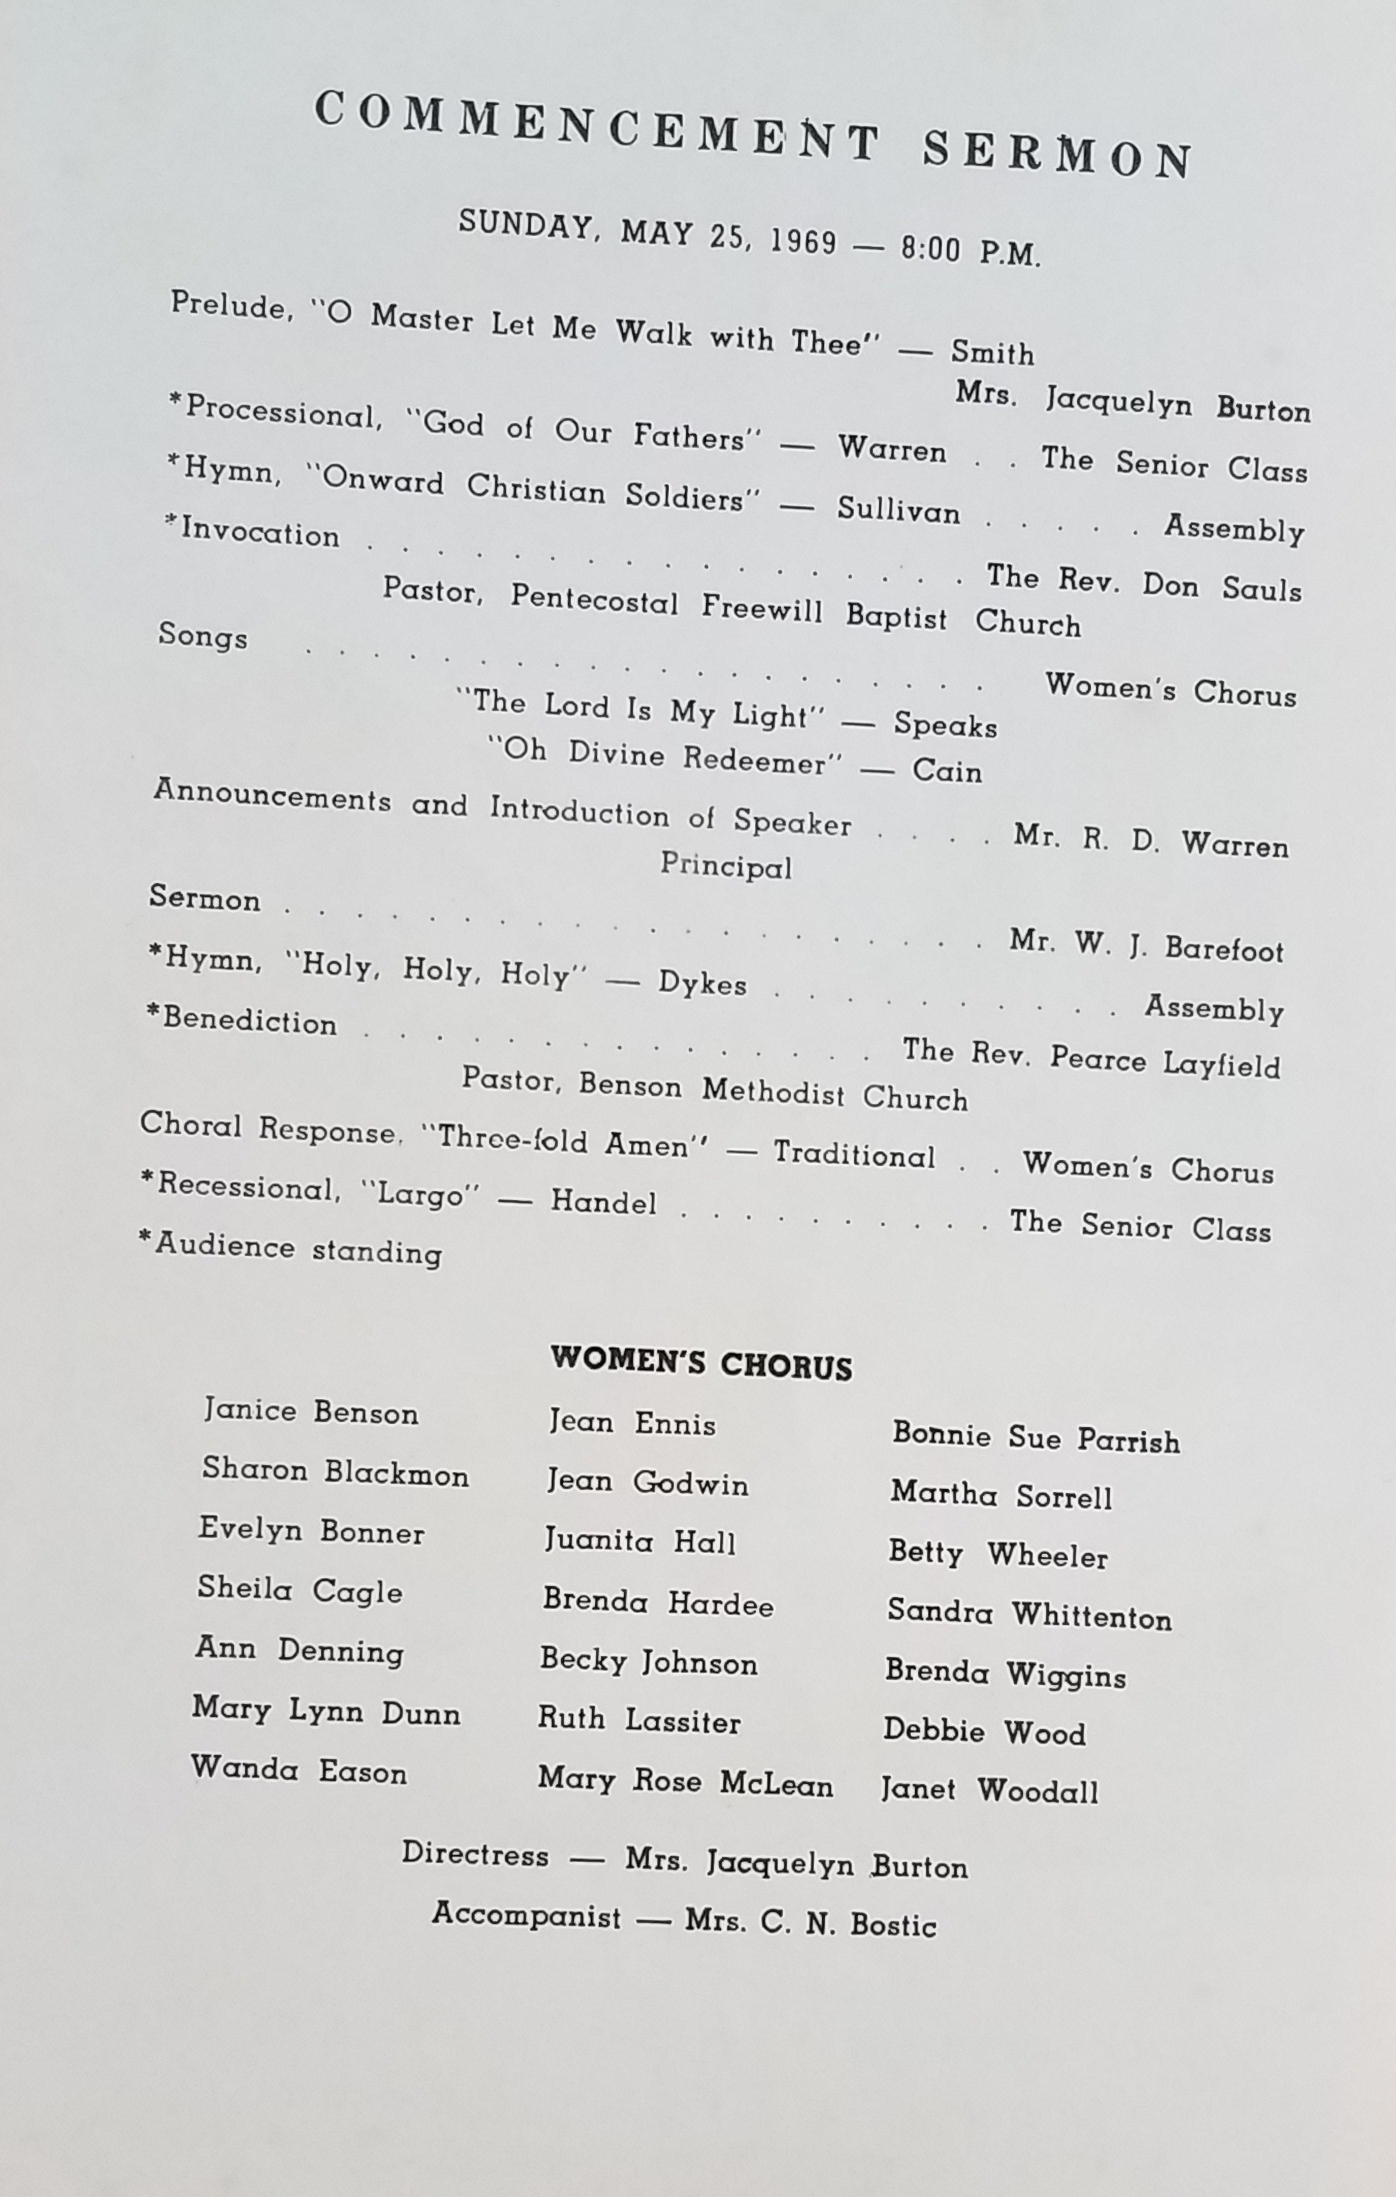 COMMENCEMENT SERMON
SUNDAY, MAY 25, 1969 — 8:00 P.M.
Prelude, "O Master Let Me Walk with Thee" — Smith
Mrs. Jacquelyn Burton
*Processional, "God of Our Fathers" — Warren . . The Senior Class
*Hymn, "Onward Christian Soldiers" — Sullivan . . . . . Assembly
*Invocation . . . . . . . . . . . . . . . . . The Rev. Don Sauls
Pastor, Pentecostal Freewill Baptist Church
Songs . . . . . . . . . . . . . . . . . . . . Women's Chorus
"The Lord Is My Light" — Speaks
"Oh Divine Redeemer" — Cain
Announcements and Introduction of Speaker . . . . Mr. R. D. Warren
Principal
Sermon . . . . . . . . . . . . . . . . . . . . Mr. W. J. Barefoot
*Hymn, "Holy, Holy, Holy" — Dykes . . . . . . . . . . Assembly
*Benediction . . . . . . . . . . . . . . . The Rev. Pearce Layfield
Pastor, Benson Methodist Church
Choral Response, "Three-fold Amen" — Traditional . . Women's Chorus
*Recessional, "Largo" — Handel . . . . . . . . . . The Senior Class
*Audience standing
WOMEN'S CHORUS
Janice Benson Jean Ennis Bonnie Sue Parrish
Sharon Blackmon Jean Godwin Martha Sorrell
Evelyn Bonner Juanita Hall Betty Wheeler
Sheila Cagle Brenda Hardee Sandra Whittenton
Ann Denning Becky Johnson Brenda Wiggins
Mary Lynn Dunn Ruth Lassiter Debbie Wood
Wanda Eason Mary Rose McLean Janet Woodall
Directress — Mrs. Jacquelyn Burton
Accompanist — Mrs. C. N. Bostic